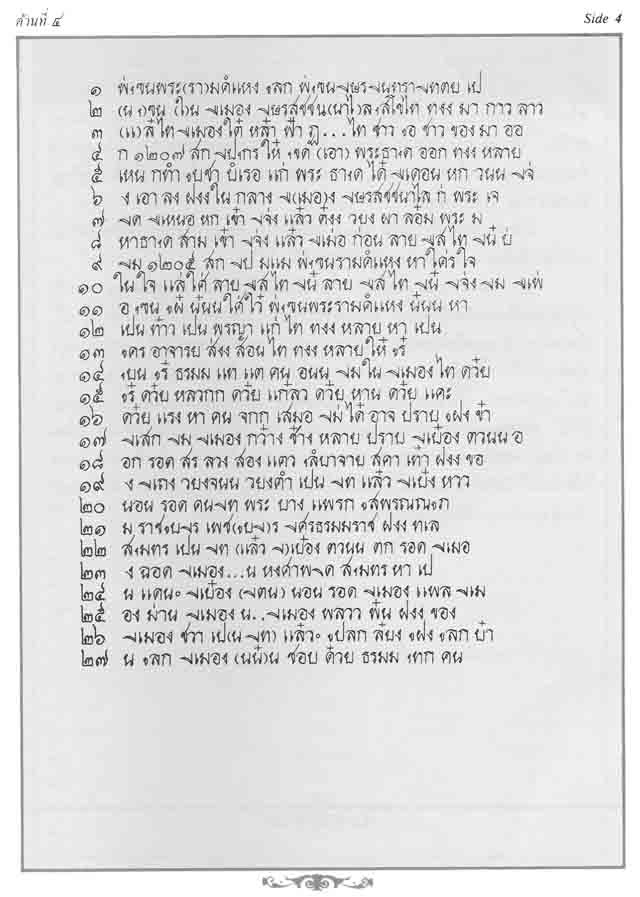 ๑ พ่ขุนพระ(รา)มคำแหง ลูก พ่ขุนศรีอินทราทีตย เป
๒ (น )ขุน (ใ)น เมือง ศรีสชชน(นาไ)ลสุโขไท ทงง มา กาว ลาว
๓ (แ)ล้ไทเมืองใต้ หล้า ฟ้า ฏ...ไท ชาว อู ชาว ของ มา ออ
๔ ก ๑๒๐๗ สก ปีกุร ให้ ขุด (เอา) พระธาตุ ออก ทงง หลาย
๕ เหน กทำ บูชา บำเรอ แก่ พระ ธาตุ ได้ เดือน หก วนน จิ่
๖ ง เอา ลง ฝงงใน กลาง เ(มือ)ง ศรีสชชนาไล ก่ พระ เจ
๗ ดี เหนือ หก เข้า จิ่ง แล้ว ต้งง วยง ผา ล้อม พระ ม
๘ หาธาตุ สาม เข้า จิ่ง แล้ว เมื่อ ก่อน ลาย สือ ไท นี้ บ่
๙ มี ๑๒๐๕ สก ปี มแม พ่ขุนรามคำแหง หา ใคร่ ใจ
๑๐ ใน ใจ แล่ ใส่ ลาย สือ ไท นี้ ลาย สือ ไท นี้ จิ่ง มี เพื่
๑๑ อ ขุน ผู้ น้นน ใส่ ไว้ พ่ขุนพระรามคำแหง น้นน หา
๑๒ เปน ท้าว เปน พรญา แก่ ไท ทงง หลาย หา เปน
๑๓ ครู อาจารย ส่งง สอน ไท ทงง หลาย ให้ รู้
๑๔ บุน รู้ ธรมม แท แต่ คน อนน มีใน เมือง ไท ด้วย
๑๕ รู้ ด้วย หลวกก ด้วย แกล้ว ด้วย หาน ด้วย แคะ
๑๖ ด้วย แรง หา คน จกก เสมอ มิ่ ได้ อาจ ปราบ ฝูง ข้า
๑๗ เสิก มี เมือง กว้าง ช้าง หลาย ปราบ เบื้อง ตวนน อ
๑๘ อก รอด สร ลวง สอง แคว ลุํบาจาย สคา เท้า ฝงง ขอ
๑๙ ง เถิง วยงจนน วยงคำ เปน ที่ แล้ว เบื้อง หวว
๒๐ นอน รอด คนที พระ บาง แพรก สุพรณณภู
๒๑ ม ราชบุรี เพช(บุ)รี ศรีธรมมราช ฝงง ทเล
๒๒ สมุทร เปน ที่ (แล้ว เ)บื้อง ตวนน ตก รอด เมือ
๒๓ ง ฉอด เมือง...น หงศาพดี สมุทร หา เป
๒๔ น แดน๐ เบื้อง (ตีน) นอน รอด เมือง แพล เม
๒๕ อง ม่าน เมือง น..เมือง พลวว พ้น ฝงง ของ
๒๖ เมือง ชวา เป(น ที่) แล้ว๐ ปลูก ล้ยง ฝูง ลูก บ้า
๒๗ น ลูก เมือง (นน้)น ชอบ ด้วย ธรมม ทุก คน
ด้านที่ ๔
Side 4